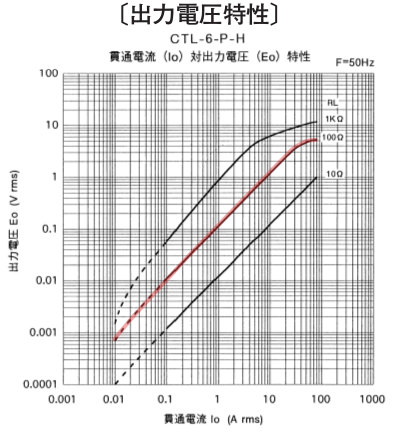 〔出力電圧特性〕
CTL-6-P-H
貫通電流（Io）対出力電圧（Eo）特性
F=50Hz
100
10
1
0.1
0.01
0.001
0.0001
出力電圧 Eo (V rms)
RL
1KΩ
100Ω
10Ω
0.001
0.01
0.1
1
10
100
1000
貫通電流 Io (A rms)